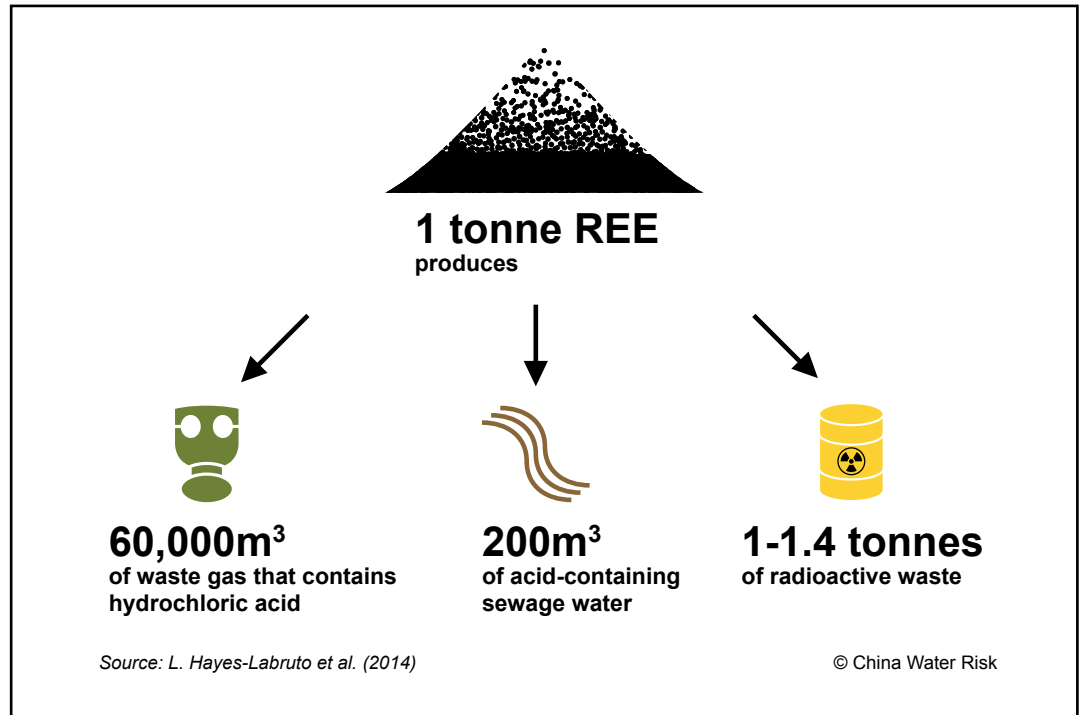 1 tonne REE
produces
60,000m³
of waste gas that contains
hydrochloric acid
200m³
of acid-containing
sewage water
1-1.4 tonnes
of radioactive waste
Source: L. Hayes-Labruto et al. (2014)
© China Water Risk